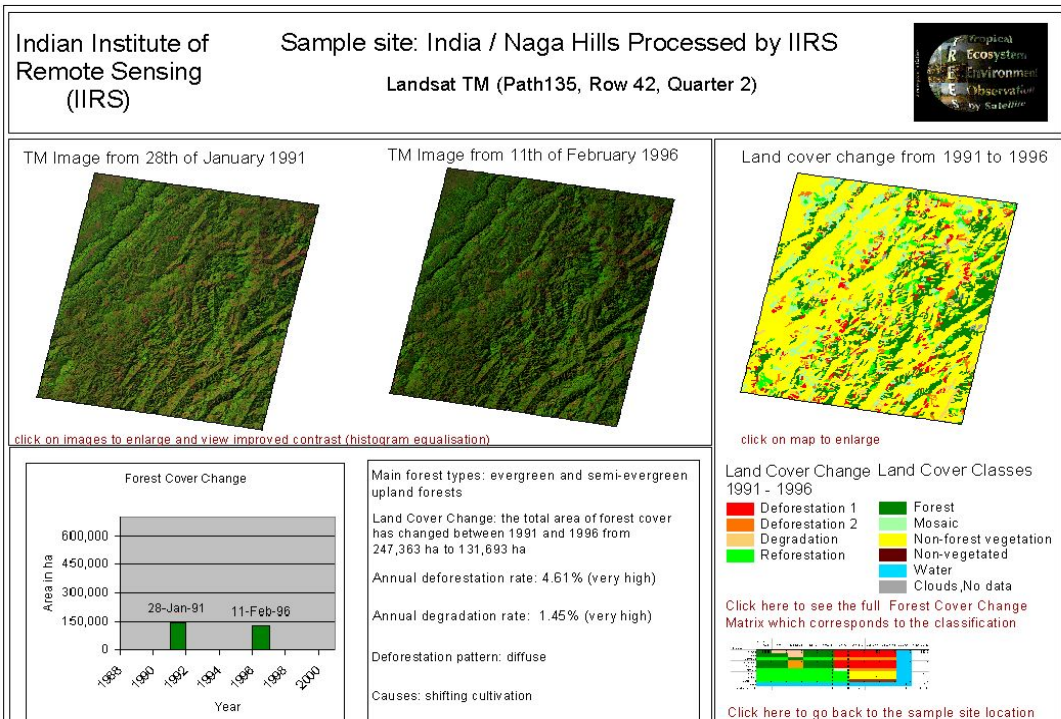 Indian Institute of
Remote Sensing
(IIRS)
Sample site: India / Naga Hills Processed by IIRS
Landsat TM (Path135, Row 42, Quarter 2)
Tropical
Ecosystem
Environment
Observation
by Satellite
TM Image from 28th of January 1991
TM Image from 11th of February 1996
click on images to enlarge and view improved contrast (histogram equalisation)
Land cover change from 1991 to 1996
click on map to enlarge
Forest Cover Change
Area in ha
600,000
450,000
300,000
150,000
0
28-Jan-91
11-Feb-96
1988
1990
1992
1994
1996
1998
2000
Year
Main forest types: evergreen and semi-evergreen
upland forests
Land Cover Change: the total area of forest cover
has changed between 1991 and 1996 from
247,363 ha to 131,693 ha
Annual deforestation rate: 4.61% (very high)
Annual degradation rate: 1.45% (very high)
Deforestation pattern: diffuse
Causes: shifting cultivation
Land Cover Change
1991 - 1996
Deforestation 1
Deforestation 2
Degradation
Reforestation
Land Cover Classes
Forest
Mosaic
Non-forest vegetation
Non-vegetated
Water
Clouds,No data
Click here to see the full Forest Cover Change
Matrix which corresponds to the classification
Click here to go back to the sample site location